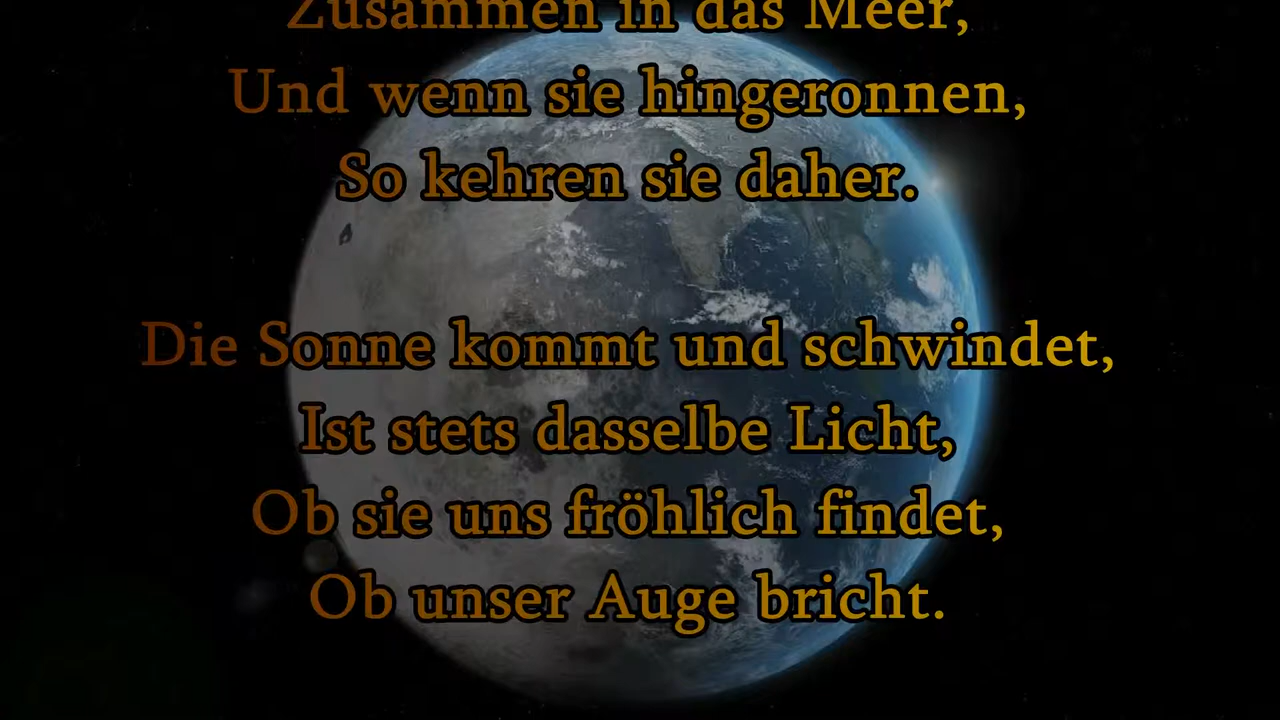 Zusammen in das Meer,
Und wenn sie hingeronnen,
So kehren sie daher.
Die Sonne kommt und schwindet,
Ist stets dasselbe Licht,
Ob sie uns fröhlich findet,
Ob unser Auge bricht.